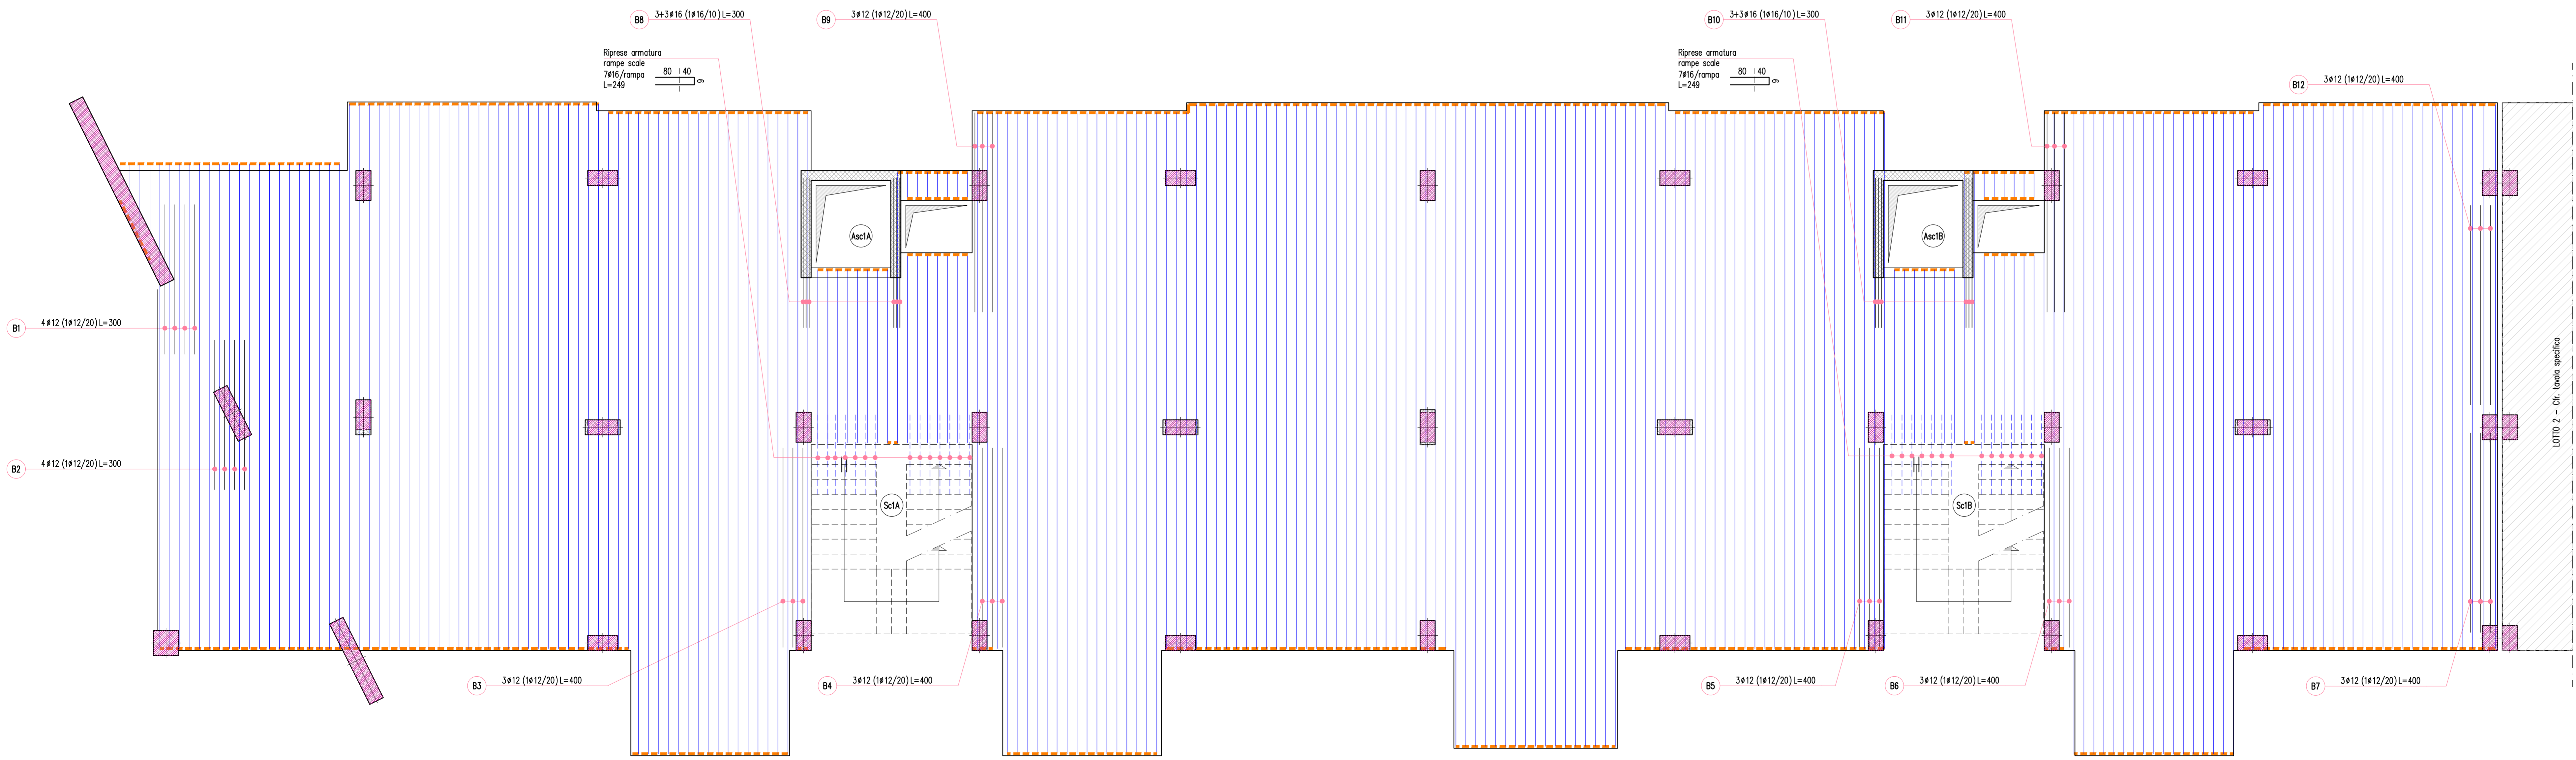 B8 3+3ø16 (1ø16/10) L=300
B9 3ø12 (1ø12/20) L=400
B10 3+3ø16 (1ø16/10) L=300
B11 3ø12 (1ø12/20) L=400
Riprese armatura
rampe scale
7ø16/rampa
L=249
80 40
9
Riprese armatura
rampe scale
7ø16/rampa
L=249
80 40
9
B12 3ø12 (1ø12/20) L=400
Asc1A
Asc1B
B1 4ø12 (1ø12/20) L=300
LOTTO 2 - Cfr. tavola specifica
B2 4ø12 (1ø12/20) L=300
Sc1A
Sc1B
B3 3ø12 (1ø12/20) L=400
B4 3ø12 (1ø12/20) L=400
B5 3ø12 (1ø12/20) L=400
B6 3ø12 (1ø12/20) L=400
B7 3ø12 (1ø12/20) L=400